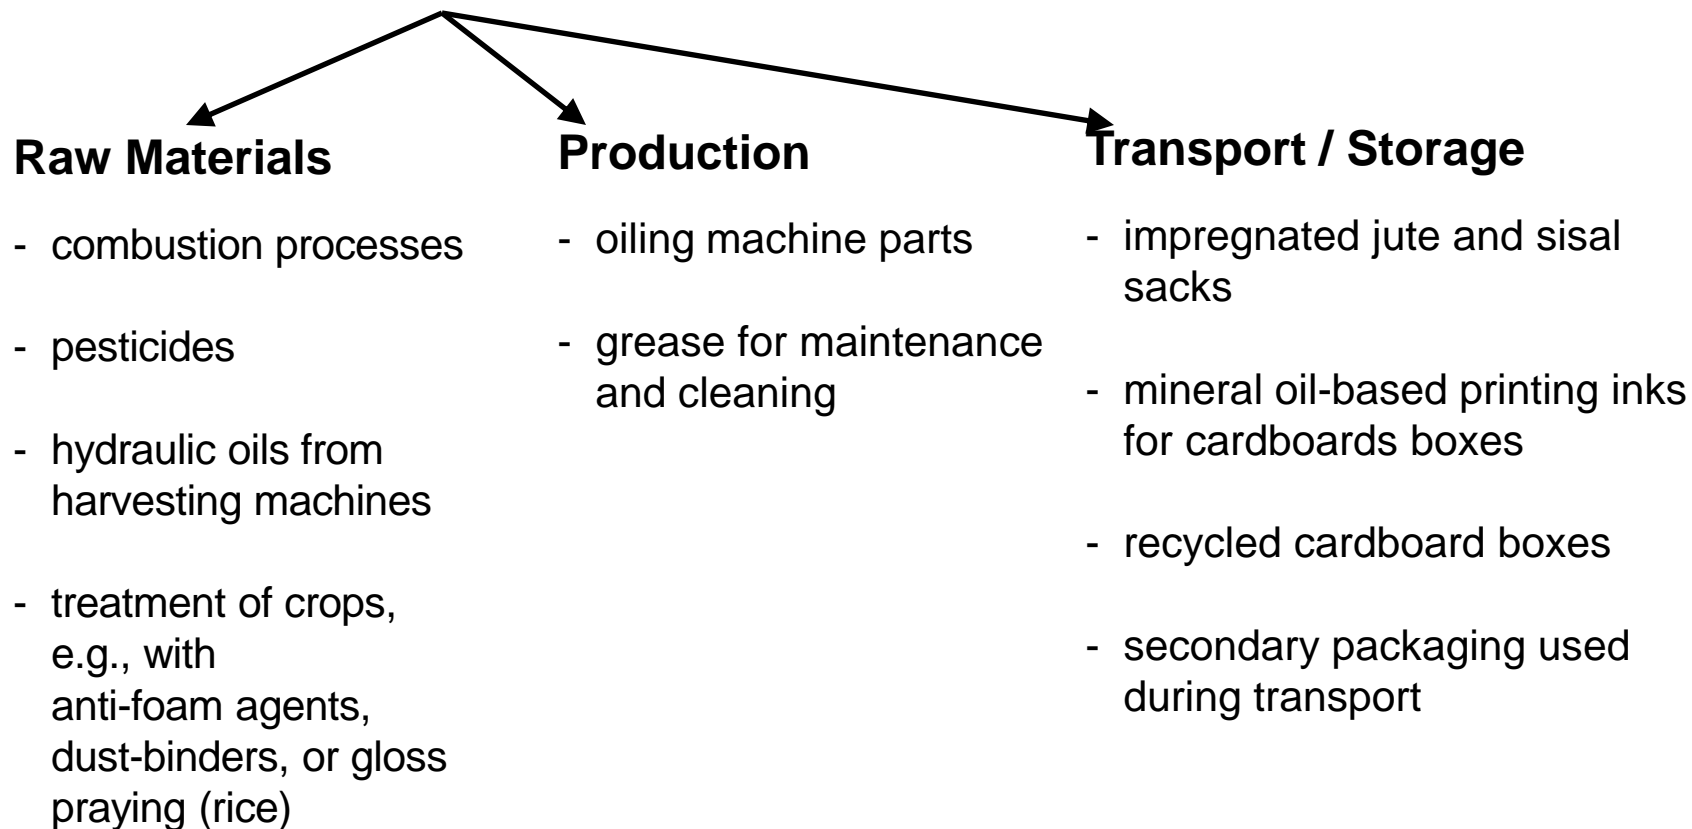 Raw Materials
- combustion processes
- pesticides
- hydraulic oils from
harvesting machines
- treatment of crops,
e.g., with
anti-foam agents,
dust-binders, or gloss
praying (rice)
Production
- oiling machine parts
- grease for maintenance
and cleaning
Transport / Storage
- impregnated jute and sisal
sacks
- mineral oil-based printing inks
for cardboards boxes
- recycled cardboard boxes
- secondary packaging used
during transport